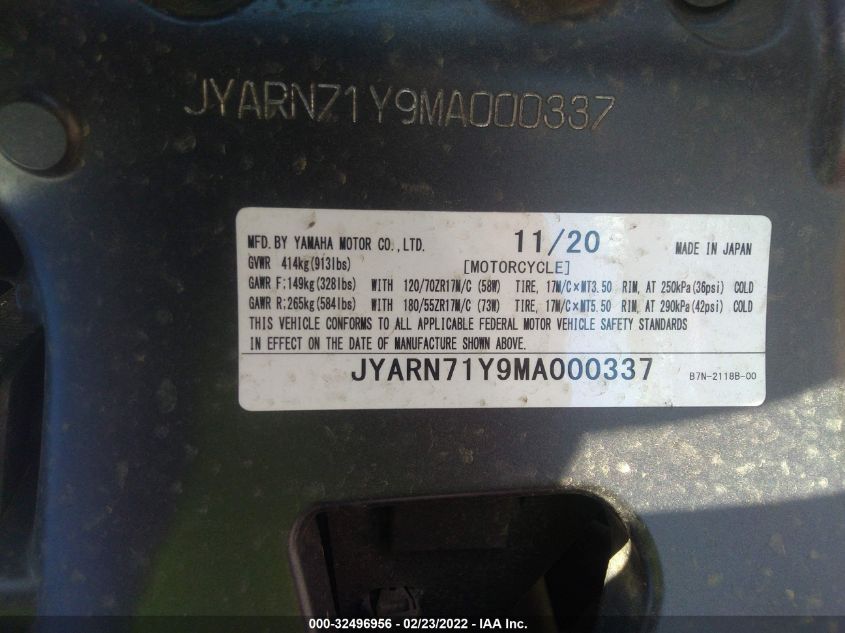 JYARN71Y9MA000337
MFD. BY YAMAHA MOTOR CO., LTD. 11/20 MADE IN JAPAN
GVWR 414kg(913lbs) [MOTORCYCLE]
GAWR F:149kg(328lbs) WITH 120/70ZR17M/C (58W) TIRE, 17M/C×MT3.50 RIM, AT 250kPa(36psi) COLD
GAWR R:265kg(584lbs) WITH 180/55ZR17M/C (73W) TIRE, 17M/C×MT5.50 RIM, AT 290kPa(42psi) COLD
THIS VEHICLE CONFORMS TO ALL APPLICABLE FEDERAL MOTOR VEHICLE SAFETY STANDARDS
IN EFFECT ON THE DATE OF MANUFACTURE SHOWN ABOVE.
JYARN71Y9MA000337 B7N-2118B-00
000-32496956 - 02/23/2022 - IAA Inc.